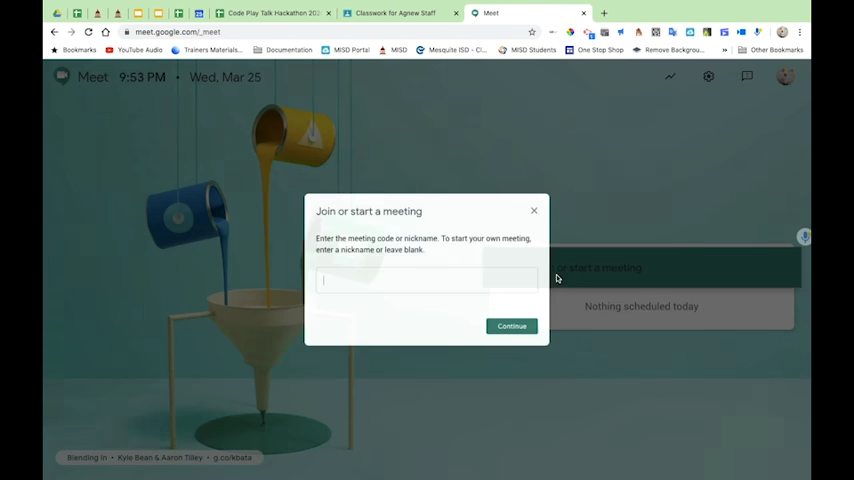 Code Play Talk Hackathon 202
Classwork for Agnew Staff
Meet
meet.google.com/_meet
Bookmarks
YouTube Audio
Trainers Materials...
Documentation
MISD Portal
MISD
Mesquite ISD - Cl...
MISD Students
One Stop Shop
Remove Backgrou...
Other Bookmarks
Meet 9:53 PM • Wed, Mar 25
Join or start a meeting
Enter the meeting code or nickname. To start your own meeting,
enter a nickname or leave blank.
or start a meeting
Nothing scheduled today
Continue
Blending In • Kyle Bean & Aaron Tilley • g.co/kbata